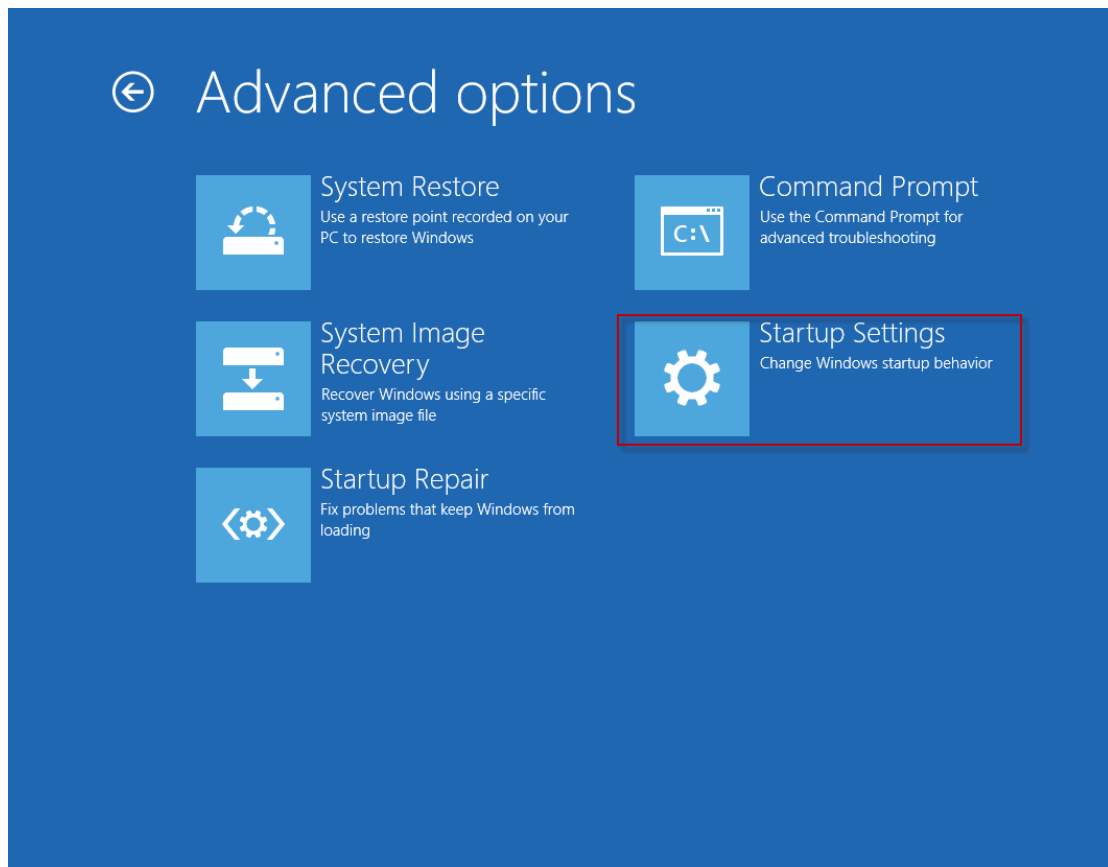 Advanced options
System Restore
Use a restore point recorded on your
PC to restore Windows
Command Prompt
Use the Command Prompt for
advanced troubleshooting
C:\
System Image
Recovery
Recover Windows using a specific
system image file
Startup Settings
Change Windows startup behavior
Startup Repair
Fix problems that keep Windows from
loading